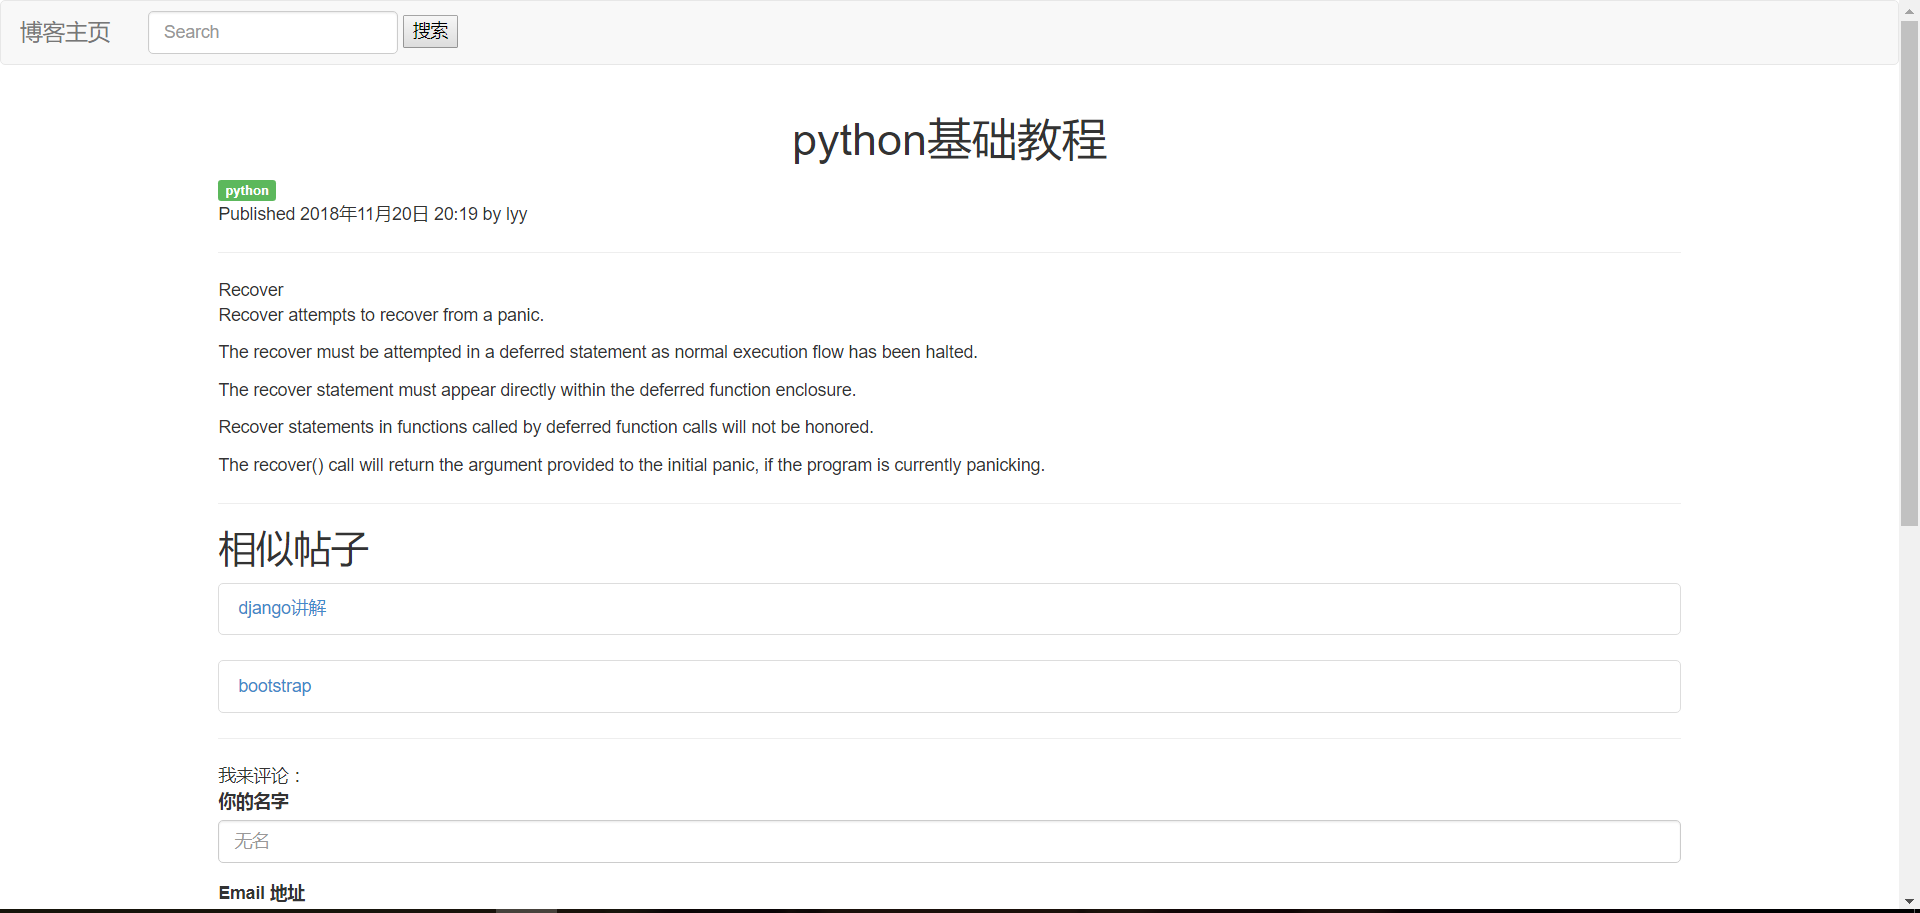 博客主页 Search 搜索
python基础教程
python
Published 2018年11月20日 20:19 by lyy
Recover
Recover attempts to recover from a panic.
The recover must be attempted in a deferred statement as normal execution flow has been halted.
The recover statement must appear directly within the deferred function enclosure.
Recover statements in functions called by deferred function calls will not be honored.
The recover() call will return the argument provided to the initial panic, if the program is currently panicking.
相似帖子
django讲解
bootstrap
我来评论：
你的名字
无名
Email 地址